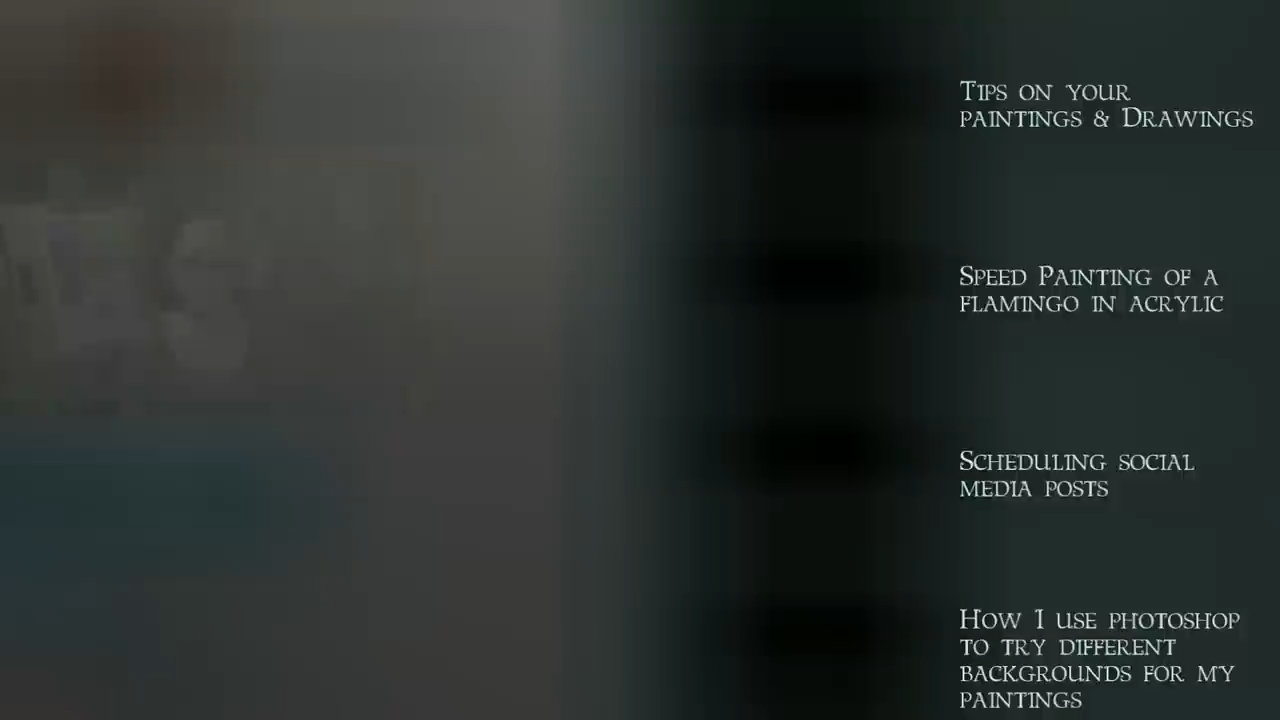 Tips on your
paintings & Drawings
Speed Painting of a
flamingo in acrylic
Scheduling social
media posts
How I use photoshop
to try different
backgrounds for my
paintings